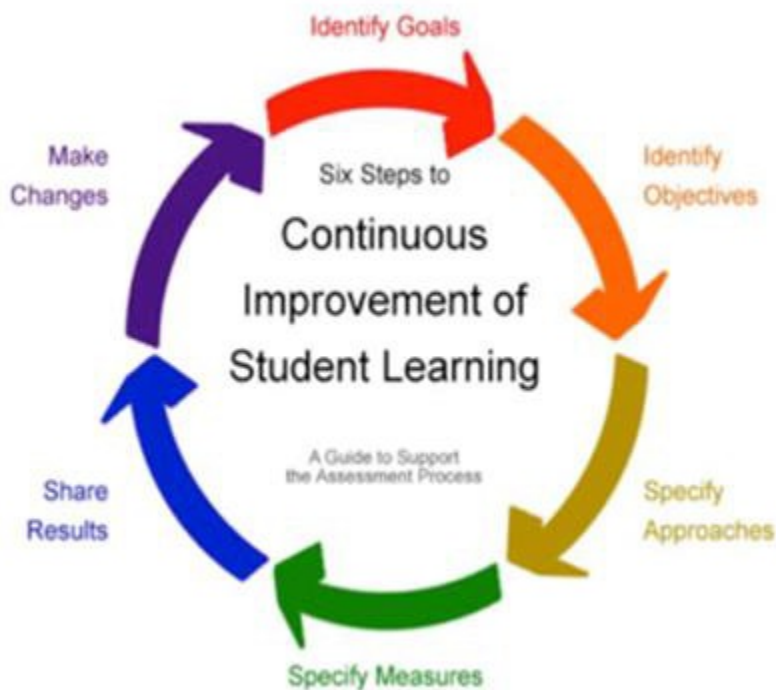 Identify Goals
Identify
Objectives
Specify
Approaches
Specify Measures
Share
Results
Make
Changes
Six Steps to
Continuous
Improvement of
Student Learning
A Guide to Support
the Assessment Process